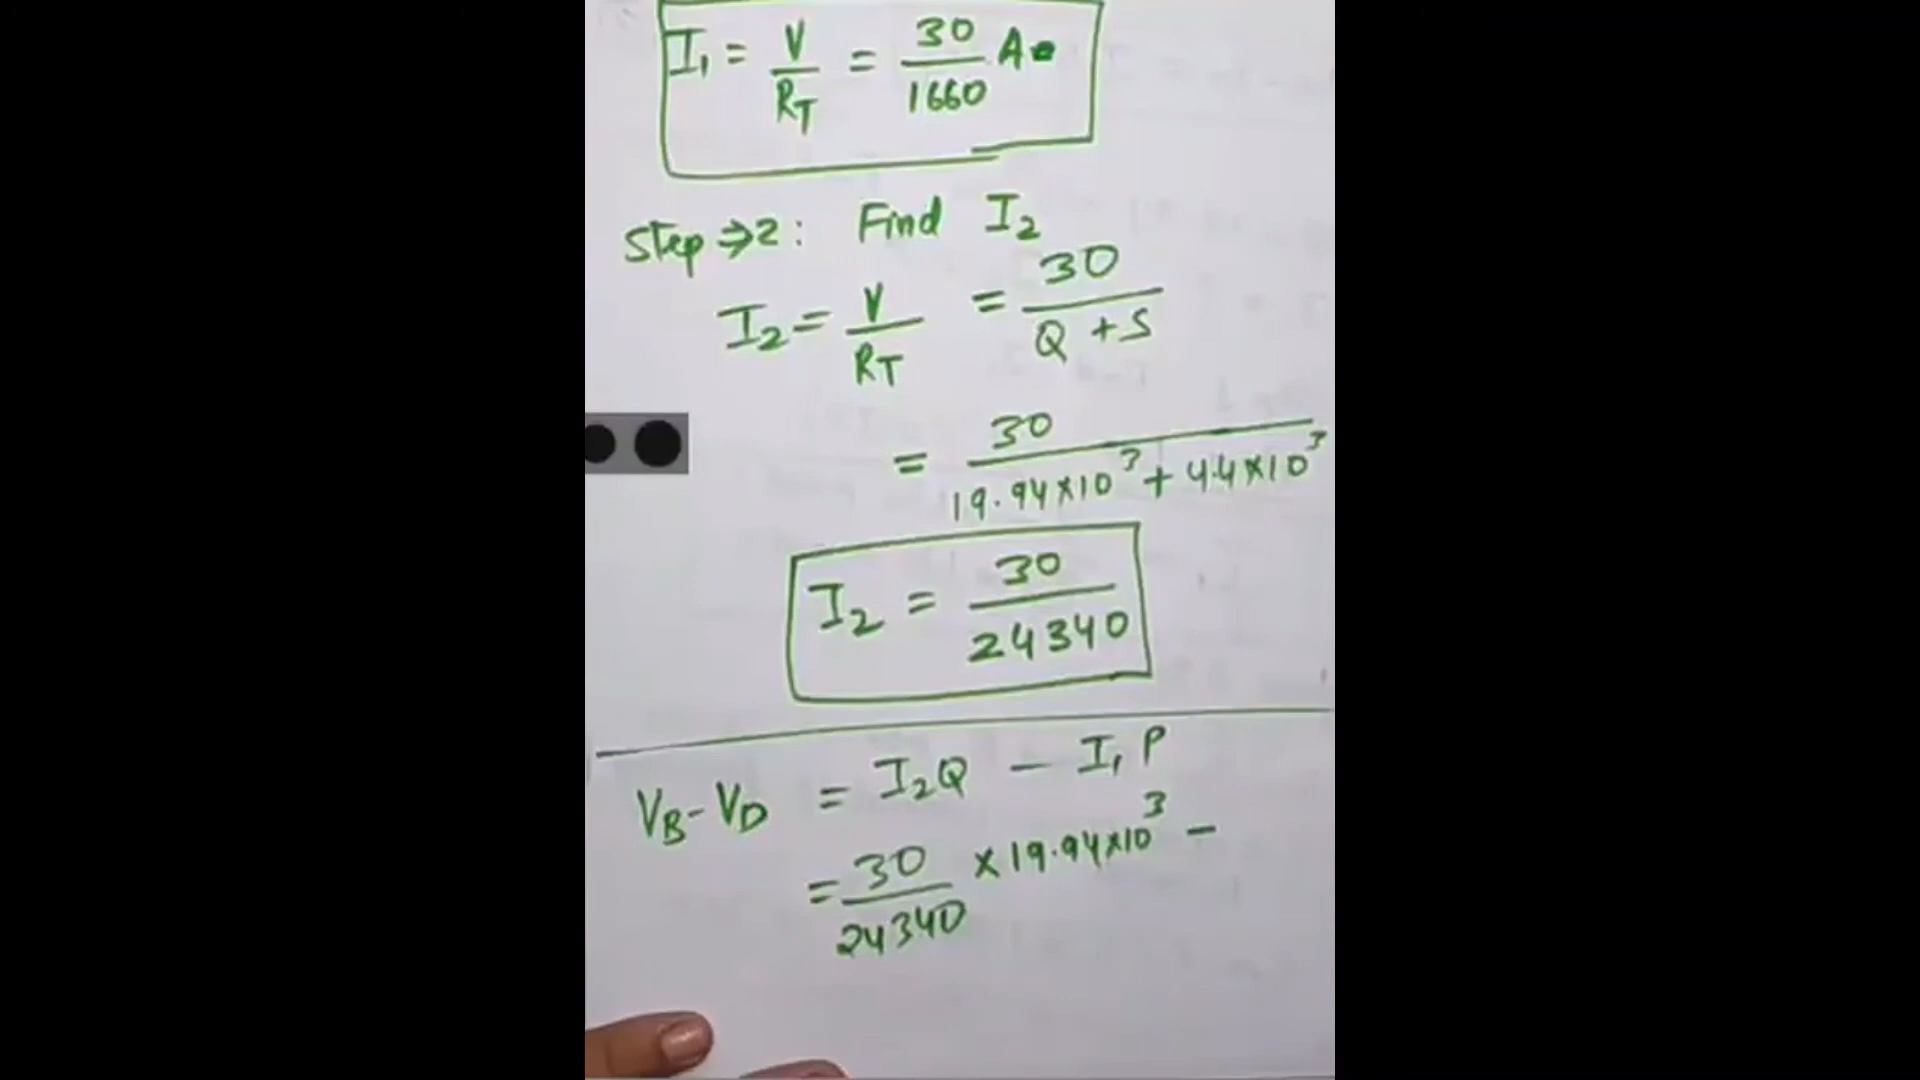 I₁ = V/R_T = 30/1660 A
Step ⇒ 2: Find I₂
I₂ = V/R_T = 30/(Q + S)
= 30/(19.94×10³ + 4.4×10³)
I₂ = 30/24340
V_B - V_D = I₂Q − I₁P
= 30/24340 × 19.94×10³ −